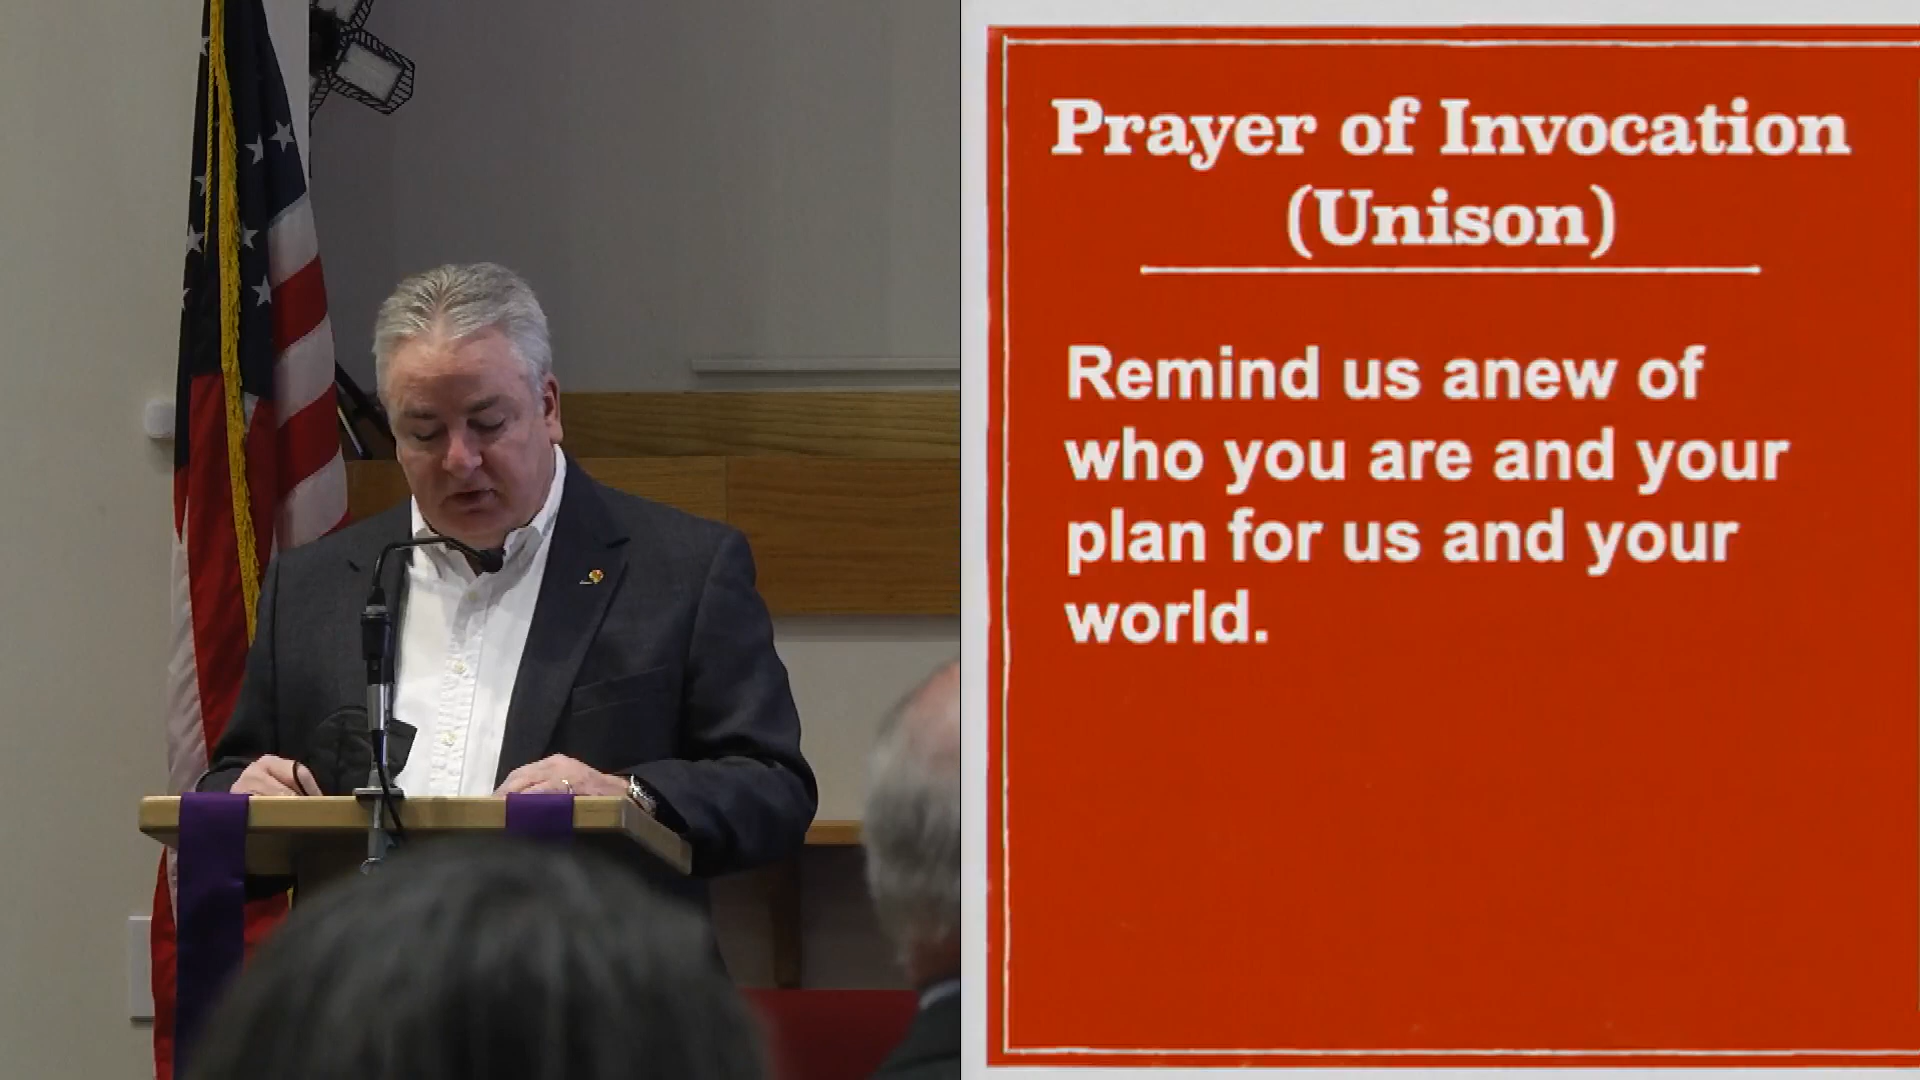 Prayer of Invocation
(Unison)
Remind us anew of
who you are and your
plan for us and your
world.